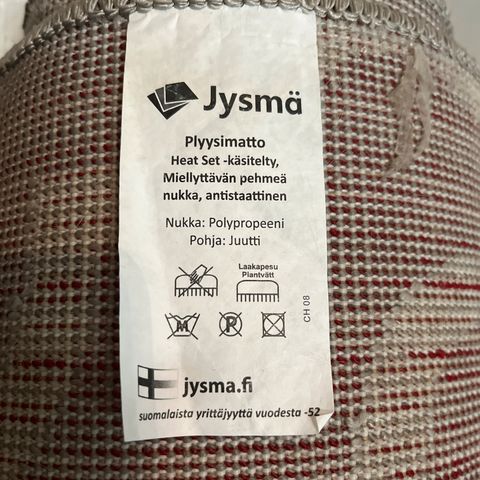 Jysmä
Plyysimatto
Heat Set -käsitelty,
Miellyttävän pehmeä
nukka, antistaattinen
Nukka: Polypropeeni
Pohja: Juutti
Laakapesu
Plantvätt
M P
CH 08
jysma.fi
suomalaista yrittäjyyttä vuodesta -52